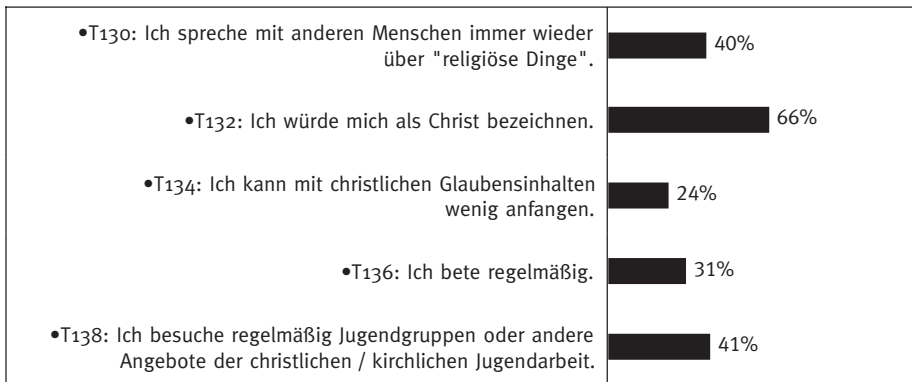 •T130: Ich spreche mit anderen Menschen immer wieder
über "religiöse Dinge".
40%
•T132: Ich würde mich als Christ bezeichnen.
66%
•T134: Ich kann mit christlichen Glaubensinhalten
wenig anfangen.
24%
•T136: Ich bete regelmäßig.
31%
•T138: Ich besuche regelmäßig Jugendgruppen oder andere
Angebote der christlichen / kirchlichen Jugendarbeit.
41%